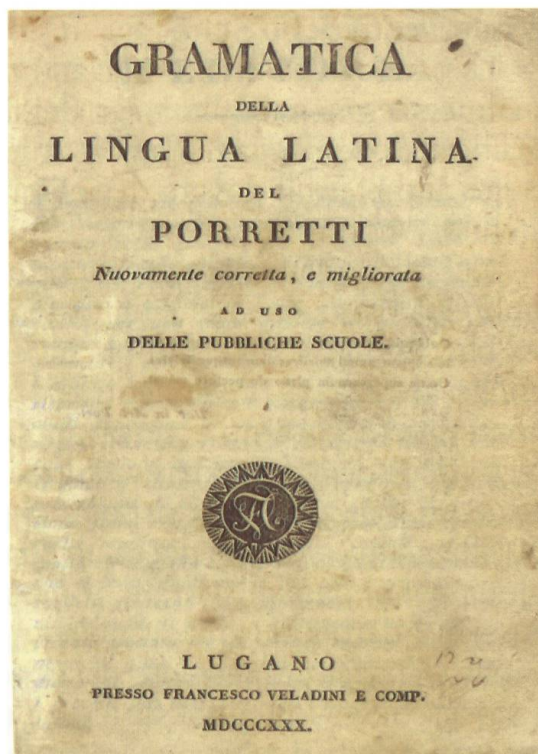 GRAMATICA
DELLA
LINGUA LATINA
DEL
PORRETTI
Nuovamente corretta, e migliorata
AD USO
DELLE PUBBLICHE SCUOLE.
LUGANO
PRESSO FRANCESCO VELADINI E COMP.
MDCCCXXX.